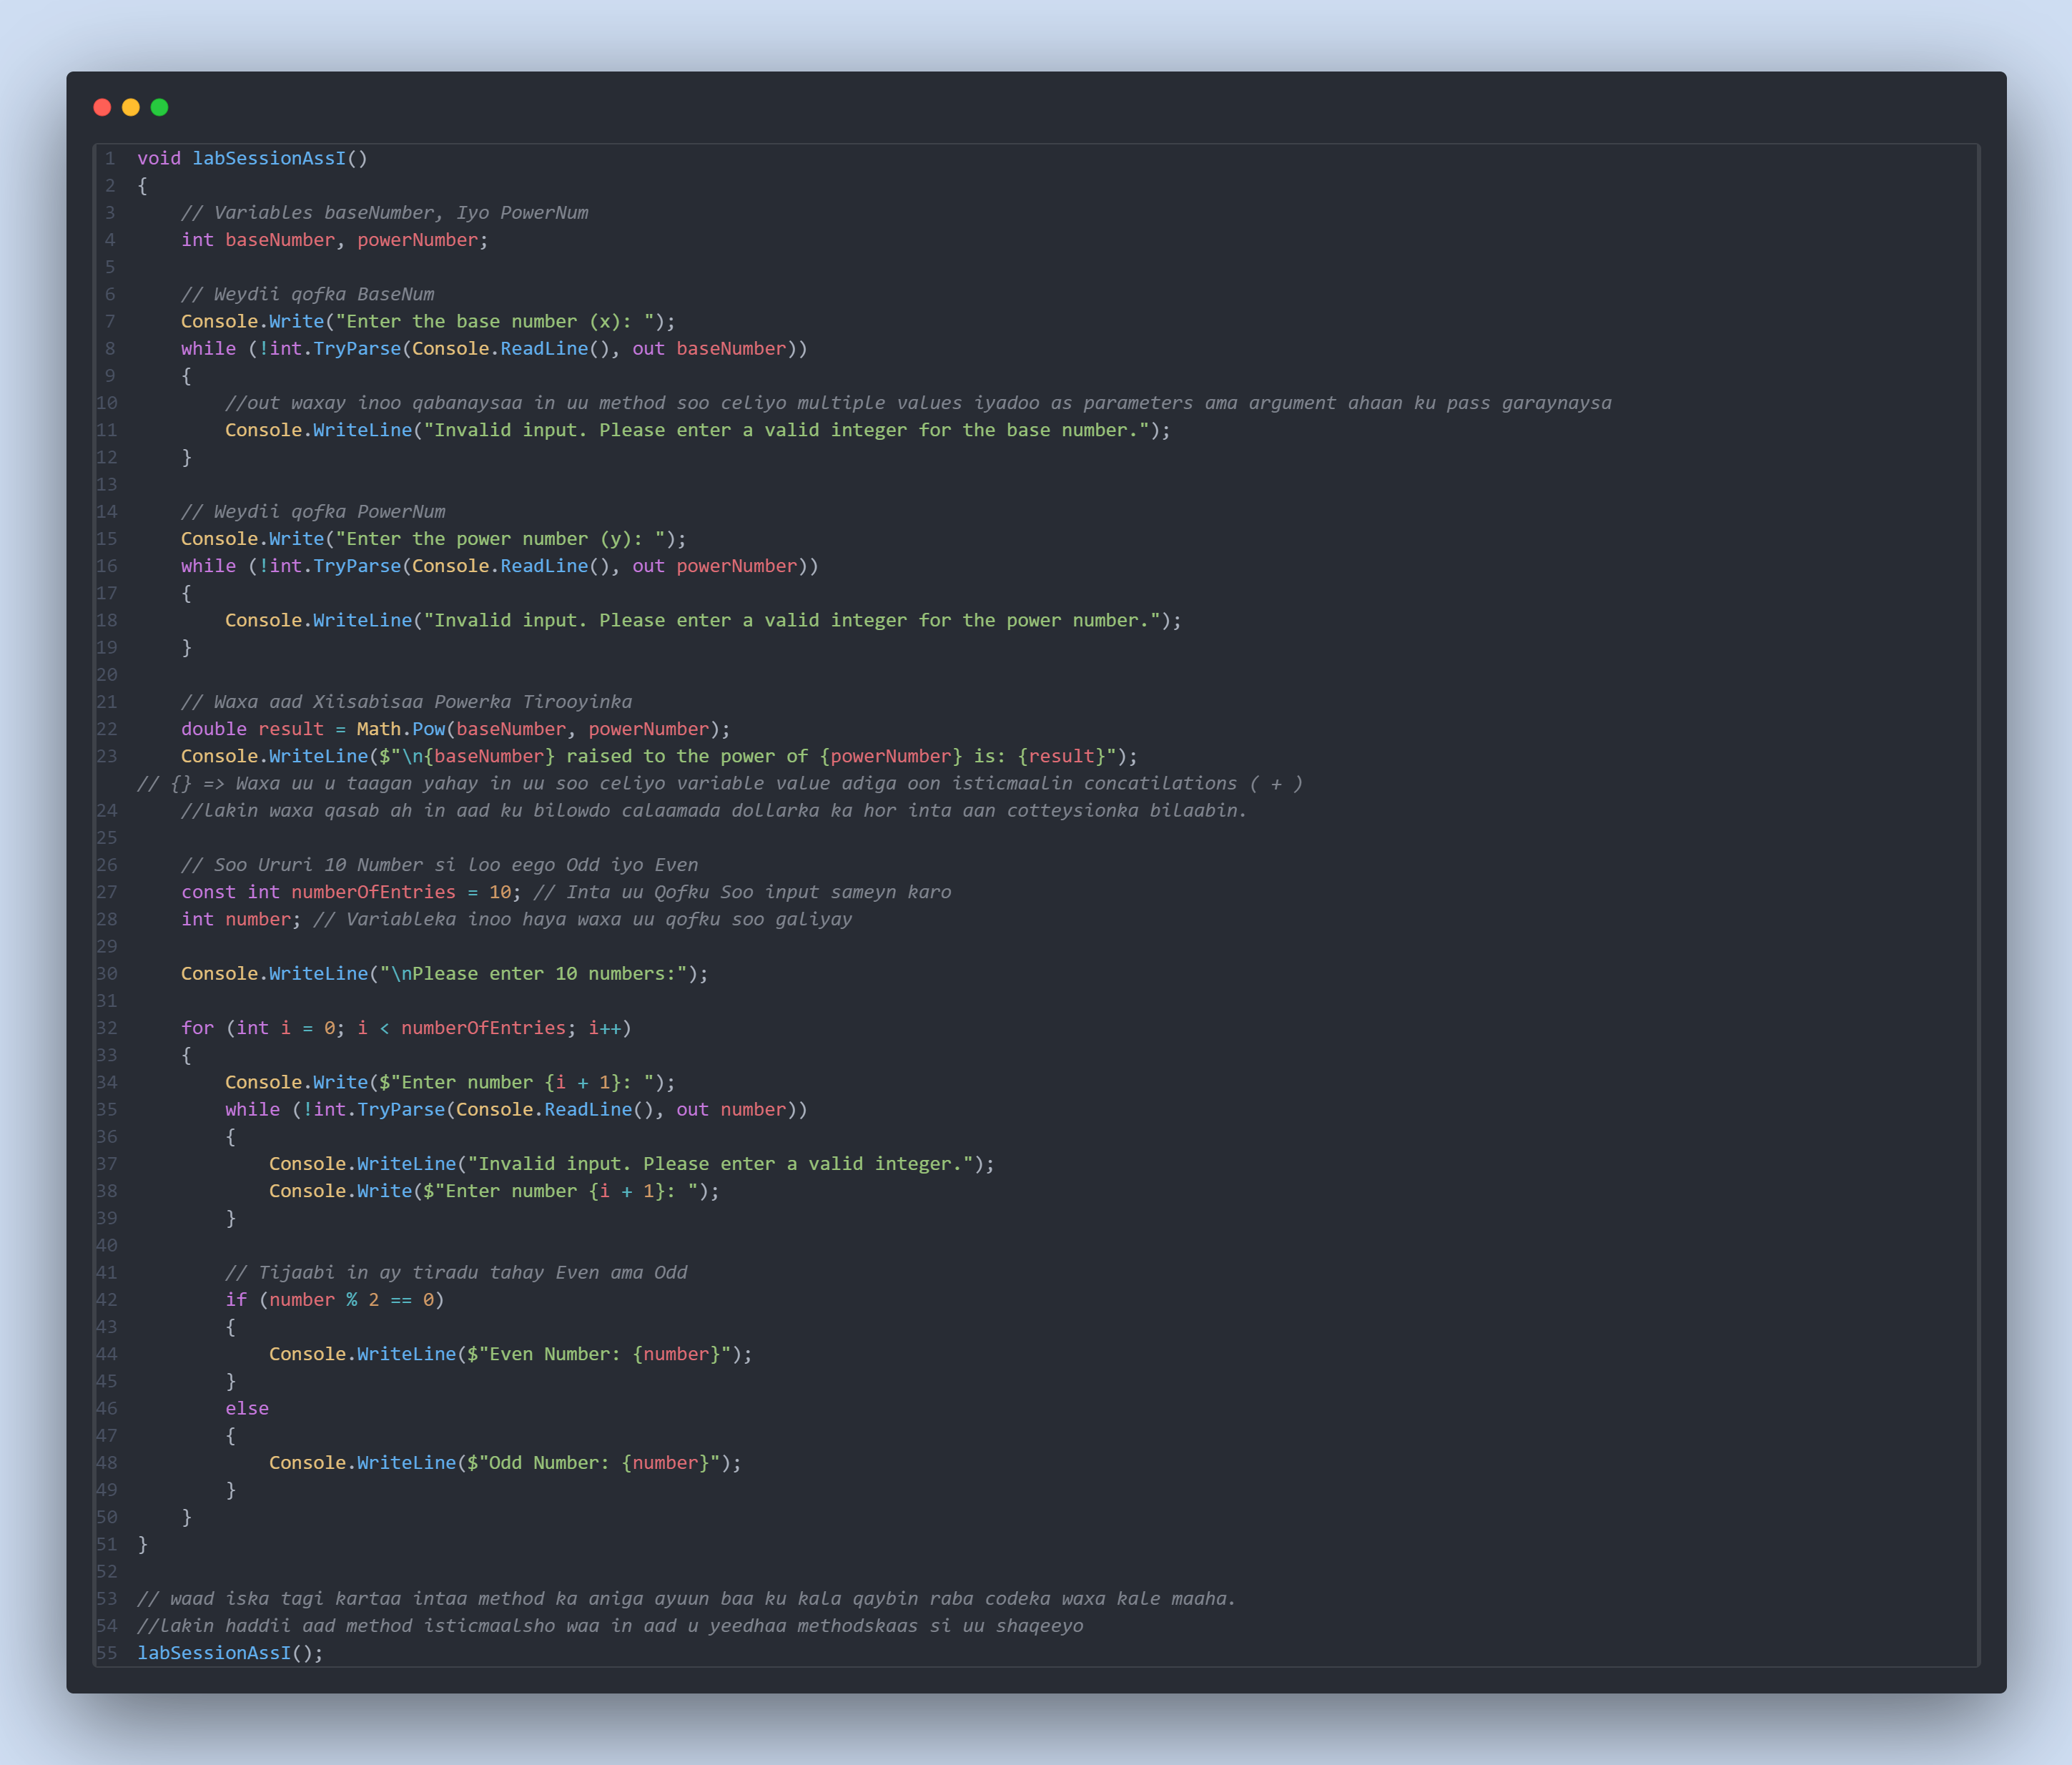 1 void labSessionAssI()
2 {
3     // Variables baseNumber, Iyo PowerNum
4     int baseNumber, powerNumber;
5
6     // Weydii qofka BaseNum
7     Console.Write("Enter the base number (x): ");
8     while (!int.TryParse(Console.ReadLine(), out baseNumber))
9     {
10         //out waxay inoo qabanaysaa in uu method soo celiyo multiple values iyadoo as parameters ama argument ahaan ku pass garaynaysa
11         Console.WriteLine("Invalid input. Please enter a valid integer for the base number.");
12     }
13
14     // Weydii qofka PowerNum
15     Console.Write("Enter the power number (y): ");
16     while (!int.TryParse(Console.ReadLine(), out powerNumber))
17     {
18         Console.WriteLine("Invalid input. Please enter a valid integer for the power number.");
19     }
20
21     // Waxa aad Xiisabisaa Powerka Tirooyinka
22     double result = Math.Pow(baseNumber, powerNumber);
23     Console.WriteLine($"\n{baseNumber} raised to the power of {powerNumber} is: {result}");
// {} => Waxa uu u taagan yahay in uu soo celiyo variable value adiga oon isticmaalin concatilations ( + )
24     //lakin waxa qasab ah in aad ku bilowdo calaamada dollarka ka hor inta aan cotteysionka bilaabin.
25
26     // Soo Ururi 10 Number si loo eego Odd iyo Even
27     const int numberOfEntries = 10; // Inta uu Qofku Soo input sameyn karo
28     int number; // Variableka inoo haya waxa uu qofku soo galiyay
29
30     Console.WriteLine("\nPlease enter 10 numbers:");
31
32     for (int i = 0; i < numberOfEntries; i++)
33     {
34         Console.Write($"Enter number {i + 1}: ");
35         while (!int.TryParse(Console.ReadLine(), out number))
36         {
37             Console.WriteLine("Invalid input. Please enter a valid integer.");
38             Console.Write($"Enter number {i + 1}: ");
39         }
40
41         // Tijaabi in ay tiradu tahay Even ama Odd
42         if (number % 2 == 0)
43         {
44             Console.WriteLine($"Even Number: {number}");
45         }
46         else
47         {
48             Console.WriteLine($"Odd Number: {number}");
49         }
50     }
51 }
52
53 // waad iska tagi kartaa intaa method ka aniga ayuun baa ku kala qaybin raba codeka waxa kale maaha.
54 //lakin haddii aad method isticmaalsho waa in aad u yeedhaa methodskaas si uu shaqeeyo
55 labSessionAssI();